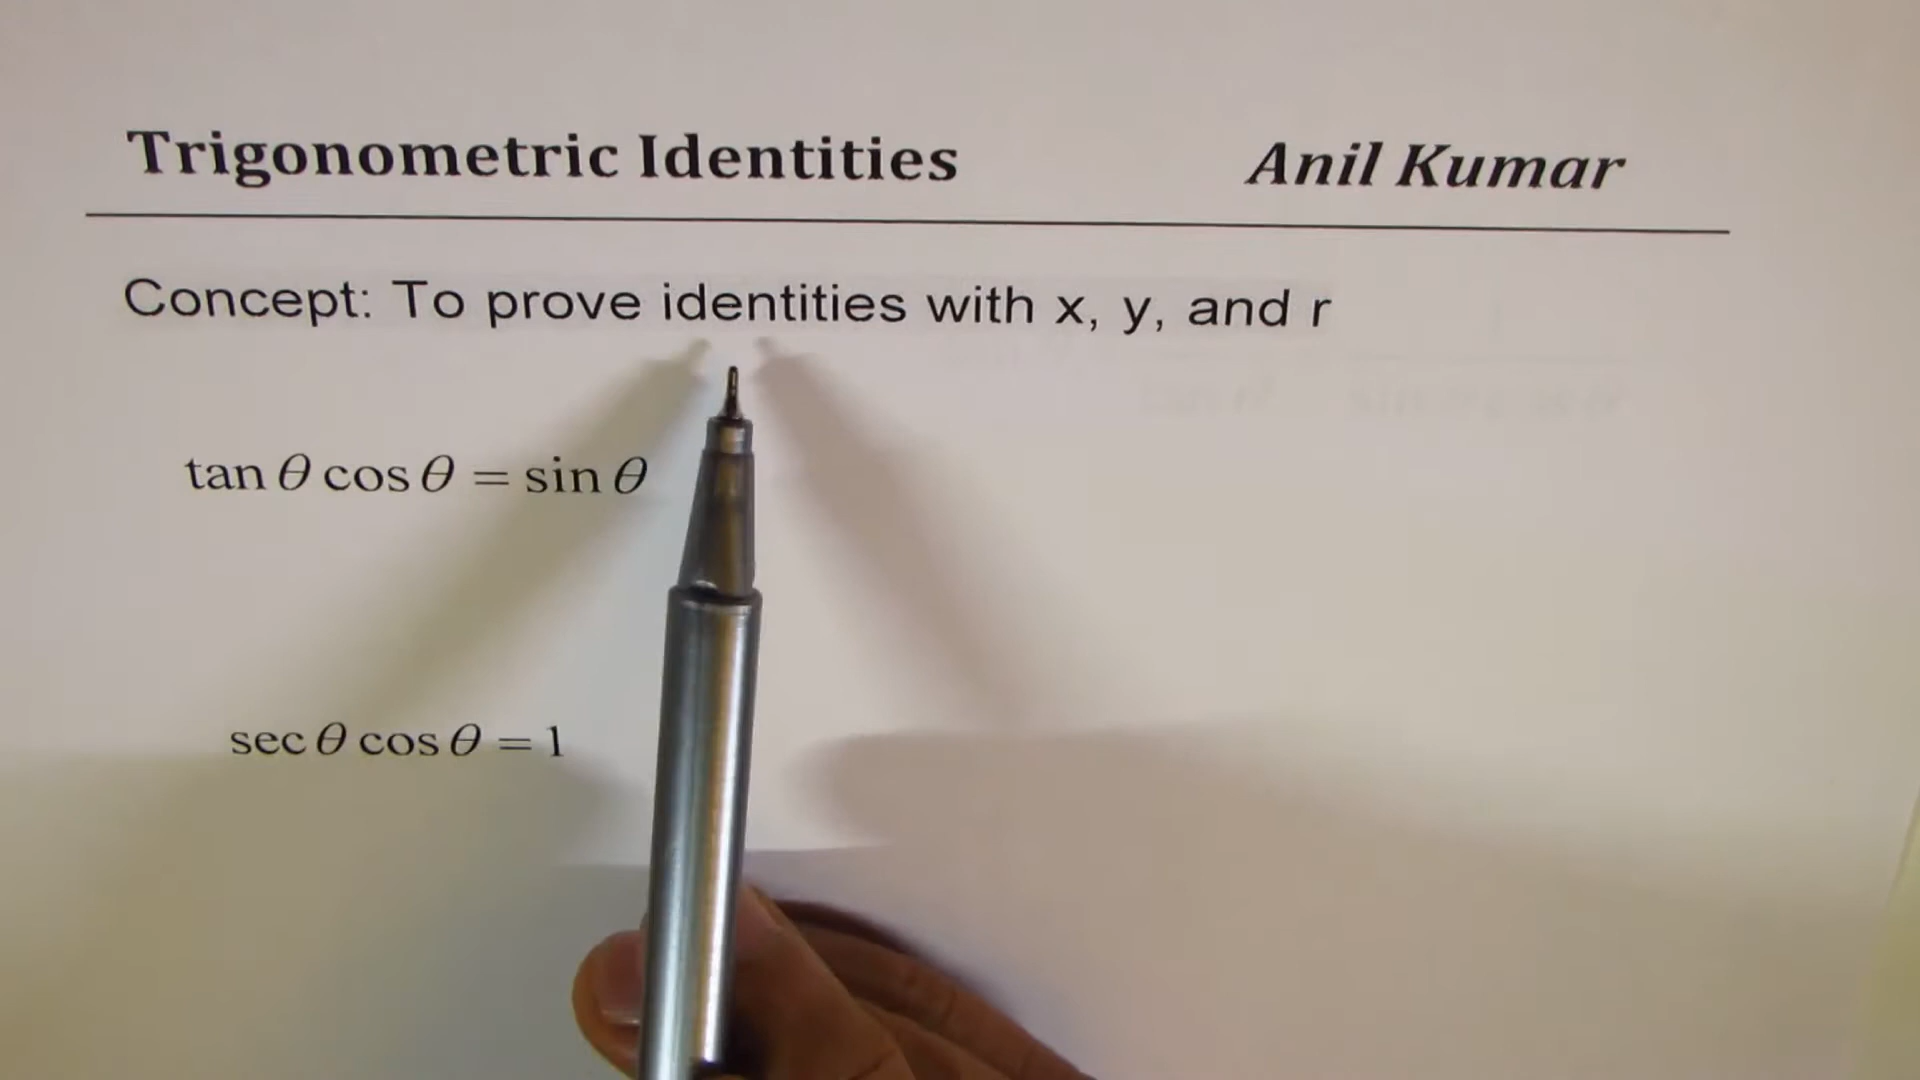 Trigonometric Identities Anil Kumar
Concept: To prove identities with x, y, and r
tan θ cos θ = sin θ
sec θ cos θ = 1